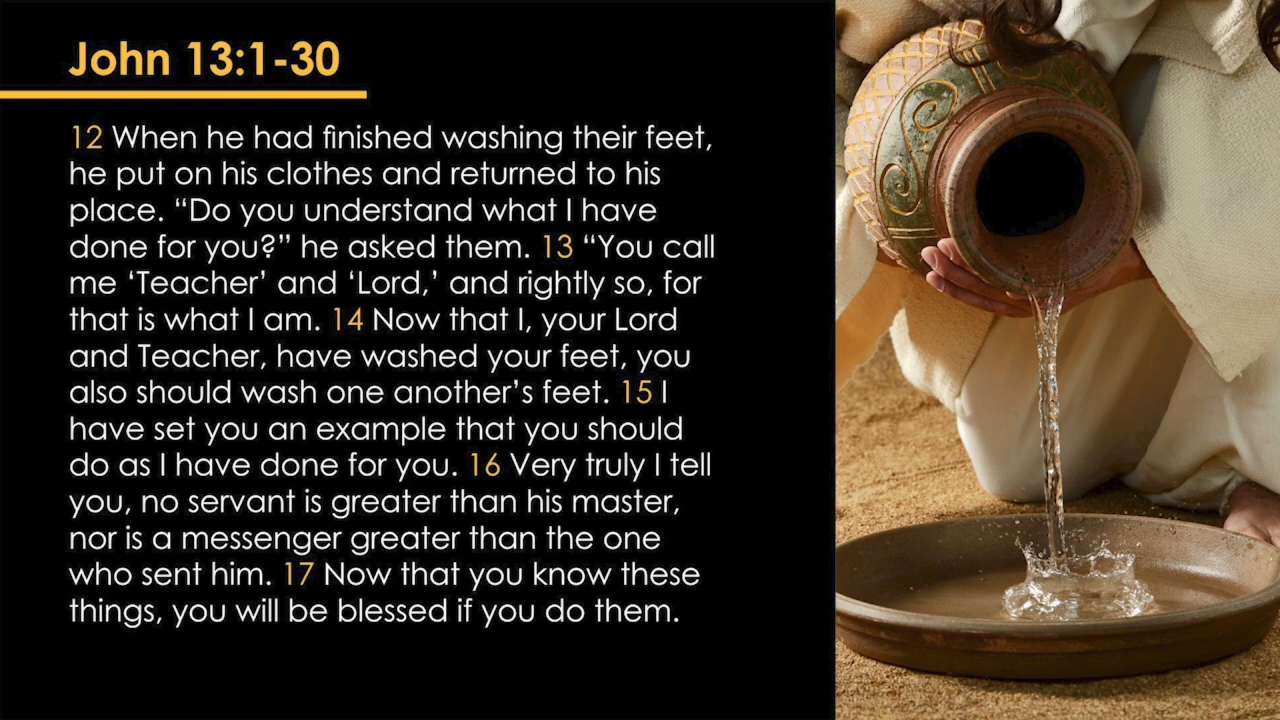 John 13:1-30
12 When he had finished washing their feet,
he put on his clothes and returned to his
place. “Do you understand what I have
done for you?” he asked them. 13 “You call
me ‘Teacher’ and ‘Lord,’ and rightly so, for
that is what I am. 14 Now that I, your Lord
and Teacher, have washed your feet, you
also should wash one another’s feet. 15 I
have set you an example that you should
do as I have done for you. 16 Very truly I tell
you, no servant is greater than his master,
nor is a messenger greater than the one
who sent him. 17 Now that you know these
things, you will be blessed if you do them.